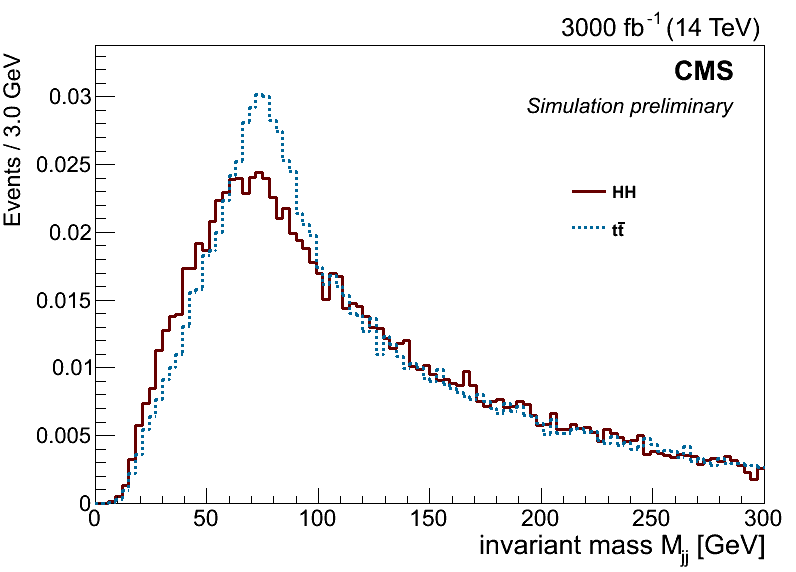 3000 fb⁻¹ (14 TeV)
CMS
Simulation preliminary
Events / 3.0 GeV
0.03
0.025
0.02
0.015
0.01
0.005
0
HH
tt̅
0 50 100 150 200 250 300
invariant mass Mjj [GeV]